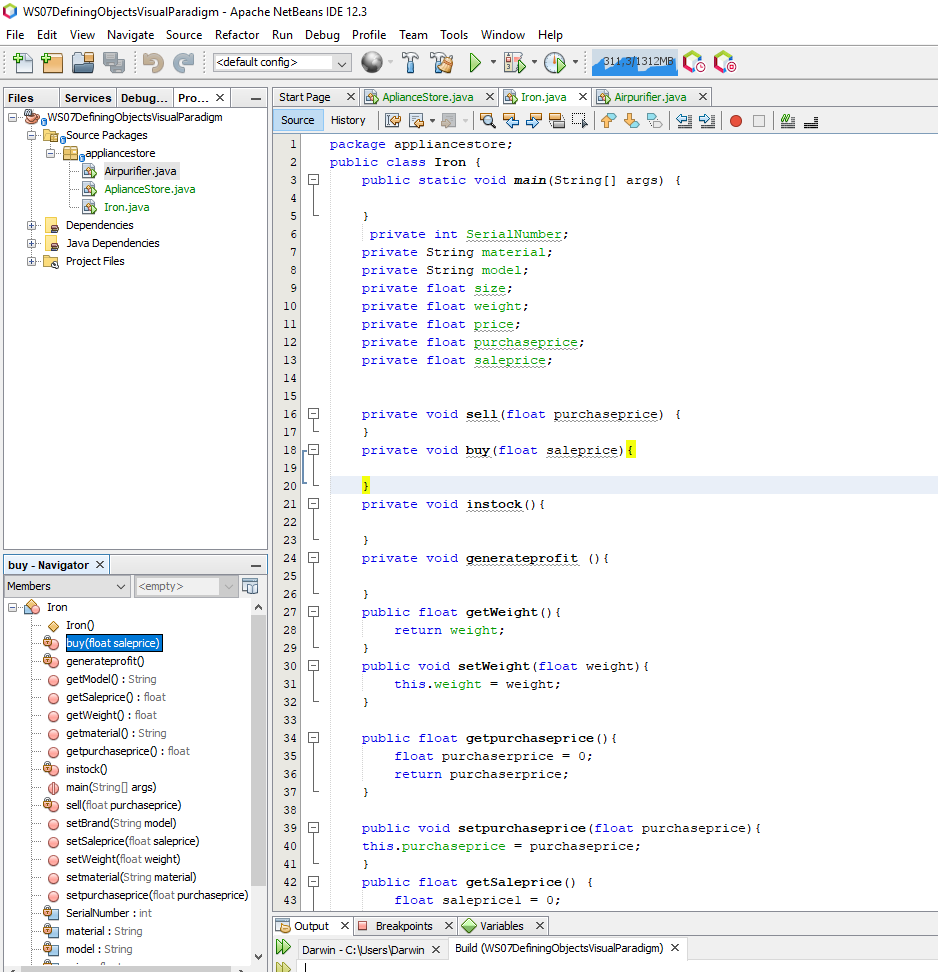 WS07DefiningObjectsVisualParadigm - Apache NetBeans IDE 12.3
File Edit View Navigate Source Refactor Run Debug Profile Team Tools Window Help
<default config> 311,3/1312MB
Files Services Debug... Pro...
WS07DefiningObjectsVisualParadigm
Source Packages
appliancestore
Airpurifier.java
AplianceStore.java
Iron.java
Dependencies
Java Dependencies
Project Files
Start Page AplianceStore.java Iron.java Airpurifier.java
Source History
1 package appliancestore;
2 public class Iron {
3 public static void main(String[] args) {
4
5 }
6 private int SerialNumber;
7 private String material;
8 private String model;
9 private float size;
10 private float weight;
11 private float price;
12 private float purchaseprice;
13 private float saleprice;
14
15
16 private void sell(float purchaseprice) {
17 }
18 private void buy(float saleprice){
19
20 }
21 private void instock(){
22
23 }
24 private void generateprofit (){
25
26 }
27 public float getWeight(){
28 return weight;
29 }
30 public void setWeight(float weight){
31 this.weight = weight;
32 }
33
34 public float getpurchaseprice(){
35 float purchaserprice = 0;
36 return purchaserprice;
37 }
38
39 public void setpurchaseprice(float purchaseprice){
40 this.purchaseprice = purchaseprice;
41 }
42 public float getSaleprice() {
43 float salepricel = 0;
buy - Navigator
Members <empty>
Iron
Iron()
buy(float saleprice)
generateprofit()
getModel() : String
getSaleprice() : float
getWeight() : float
getmaterial() : String
getpurchaseprice() : float
instock()
main(String[] args)
sell(float purchaseprice)
setBrand(String model)
setSaleprice(float saleprice)
setWeight(float weight)
setmaterial(String material)
setpurchaseprice(float purchaseprice)
SerialNumber : int
material : String
model : String
Output Breakpoints Variables
Darwin - C:\Users\Darwin Build (WS07DefiningObjectsVisualParadigm)